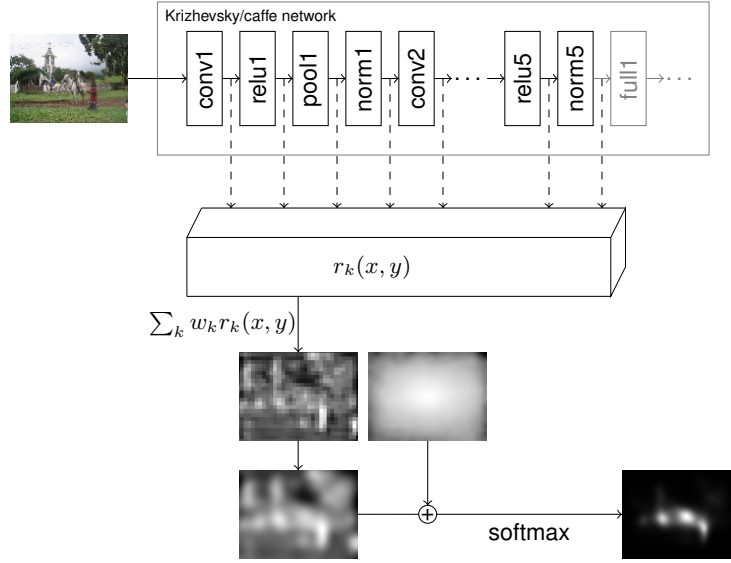 Krizhevsky/caffe network
conv1
relu1
pool1
norm1
conv2
···
relu5
norm5
full1
···
r_k(x, y)
∑_k w_k r_k(x, y)
+
softmax